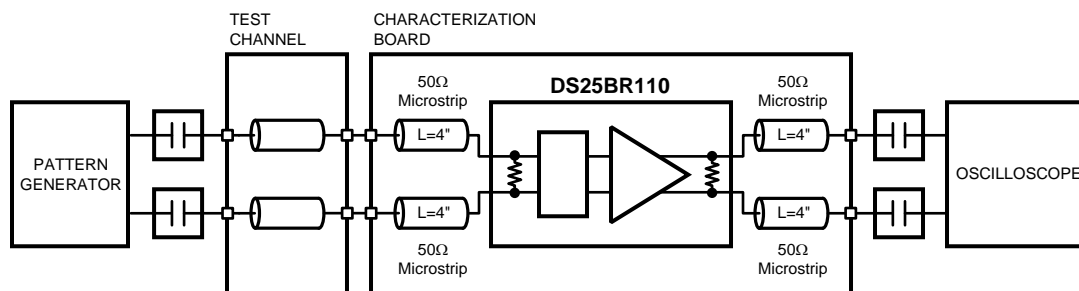 TEST
CHANNEL
CHARACTERIZATION
BOARD
50Ω
Microstrip
DS25BR110
50Ω
Microstrip
L=4"
L=4"
PATTERN
GENERATOR
OSCILLOSCOPE
L=4"
L=4"
50Ω
Microstrip
50Ω
Microstrip